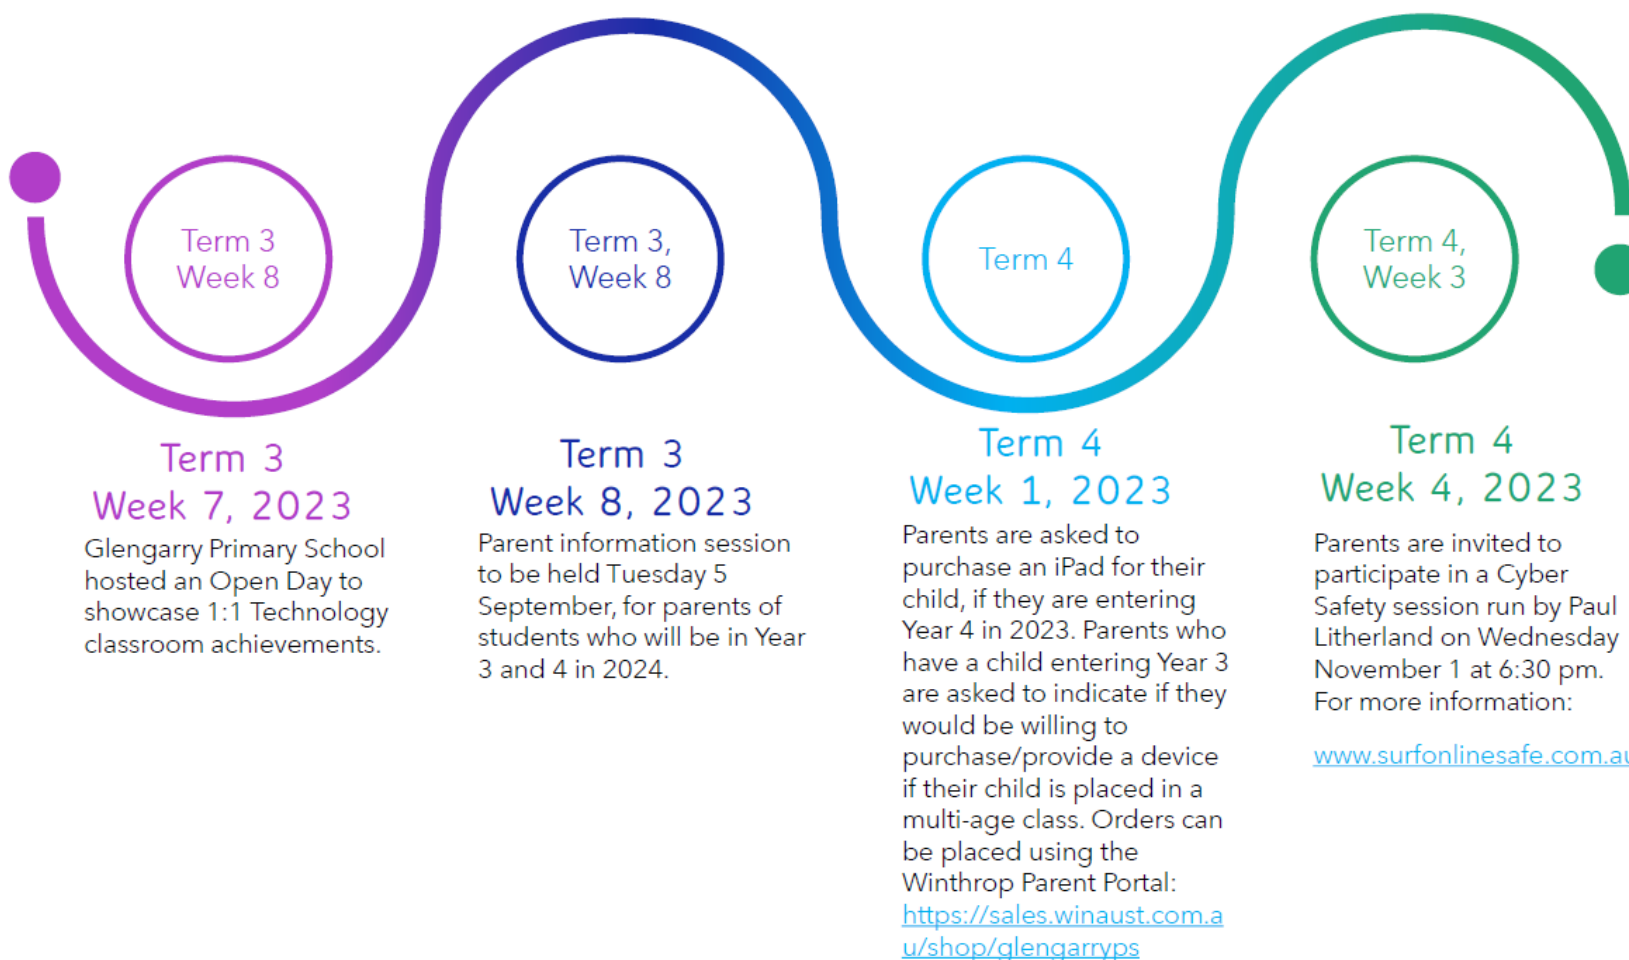 Term 3
Week 8
Term 3,
Week 8
Term 4
Term 4,
Week 3
Term 3
Week 7, 2023
Glengarry Primary School
hosted an Open Day to
showcase 1:1 Technology
classroom achievements.
Term 3
Week 8, 2023
Parent information session
to be held Tuesday 5
September, for parents of
students who will be in Year
3 and 4 in 2024.
Term 4
Week 1, 2023
Parents are asked to
purchase an iPad for their
child, if they are entering
Year 4 in 2023. Parents who
have a child entering Year 3
are asked to indicate if they
would be willing to
purchase/provide a device
if their child is placed in a
multi-age class. Orders can
be placed using the
Winthrop Parent Portal:
https://sales.winaust.com.a
u/shop/glengarryps
Term 4
Week 4, 2023
Parents are invited to
participate in a Cyber
Safety session run by Paul
Litherland on Wednesday
November 1 at 6:30 pm.
For more information:
www.surfonlinesafe.com.au